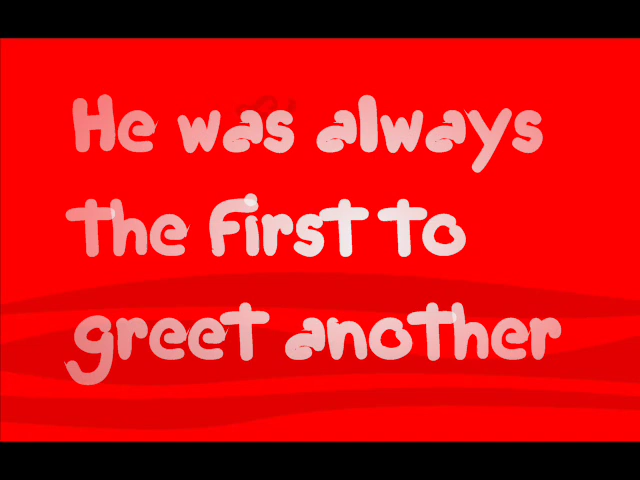 He was always
the first to
greet another